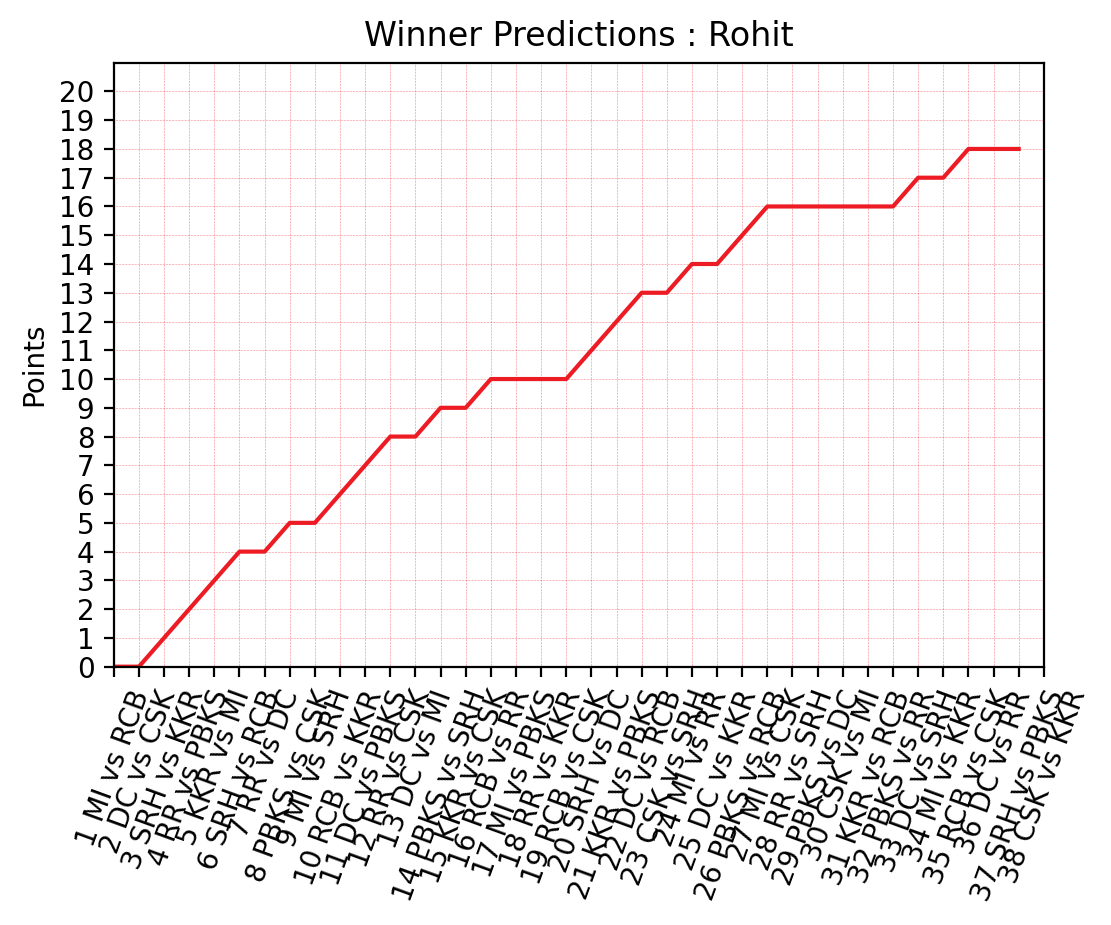 Winner Predictions : Rohit
Points
20
19
18
17
16
15
14
13
12
11
10
9
8
7
6
5
4
3
2
1
0
1 MI vs RCB
2 DC vs CSK
3 SRH vs KKR
4 RR vs PBKS
5 KKR vs MI
6 SRH vs RCB
7 RR vs DC
8 PBKS vs CSK
9 MI vs SRH
10 RCB vs KKR
11 DC vs PBKS
12 RR vs CSK
13 DC vs MI
14 PBKS vs SRH
15 KKR vs CSK
16 RCB vs RR
17 MI vs PBKS
18 RR vs KKR
19 RCB vs CSK
20 SRH vs DC
21 KKR vs PBKS
22 DC vs RCB
23 CSK vs SRH
24 MI vs RR
25 DC vs KKR
26 PBKS vs RCB
27 MI vs CSK
28 RR vs SRH
29 PBKS vs DC
30 CSK vs MI
31 KKR vs RCB
32 PBKS vs RR
33 DC vs SRH
34 MI vs KKR
35 RCB vs CSK
36 DC vs RR
37 SRH vs PBKS
38 CSK vs KKR